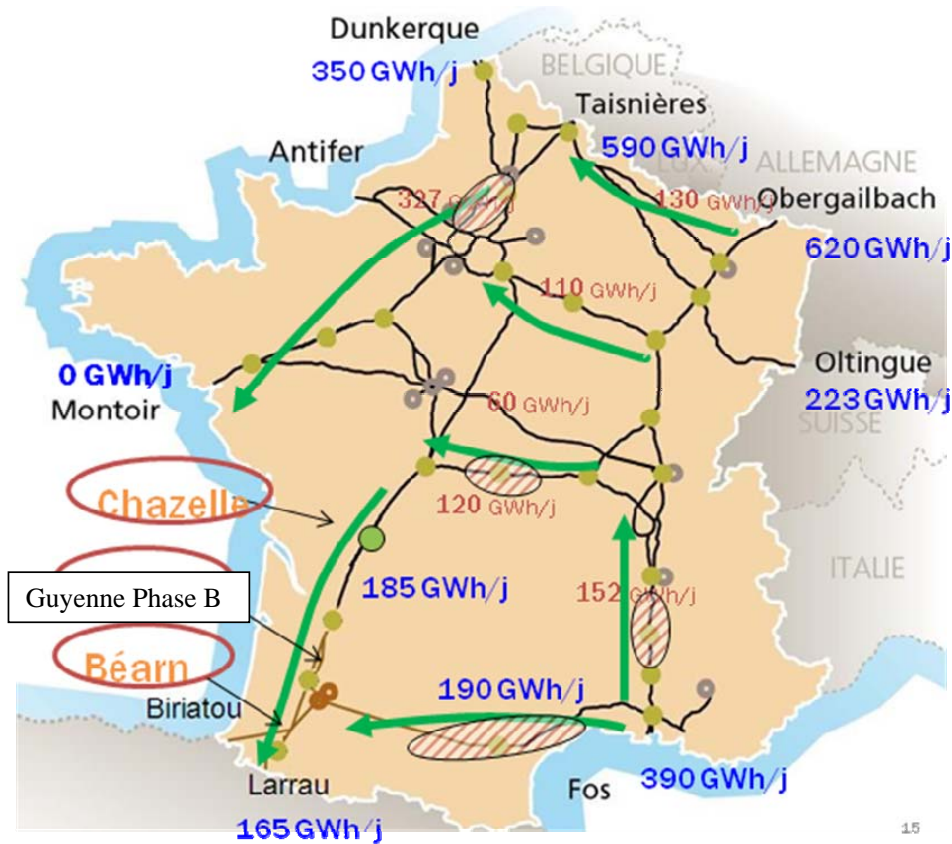 Dunkerque
350 GWh/j
BELGIQUE
Taisnières
590 GWh/j
LUX
ALLEMAGNE
Antifer
327 GWh/j
130 GWh/j
Obergailbach
620 GWh/j
110 GWh/j
0 GWh/j
Montoir
Oltingue
223 GWh/j
SUISSE
60 GWh/j
Chazelle
120 GWh/j
ITALIE
185 GWh/j
152 GWh/j
Guyenne Phase B
Béarn
190 GWh/j
Biriatou
Larrau
165 GWh/j
Fos
390 GWh/j
15